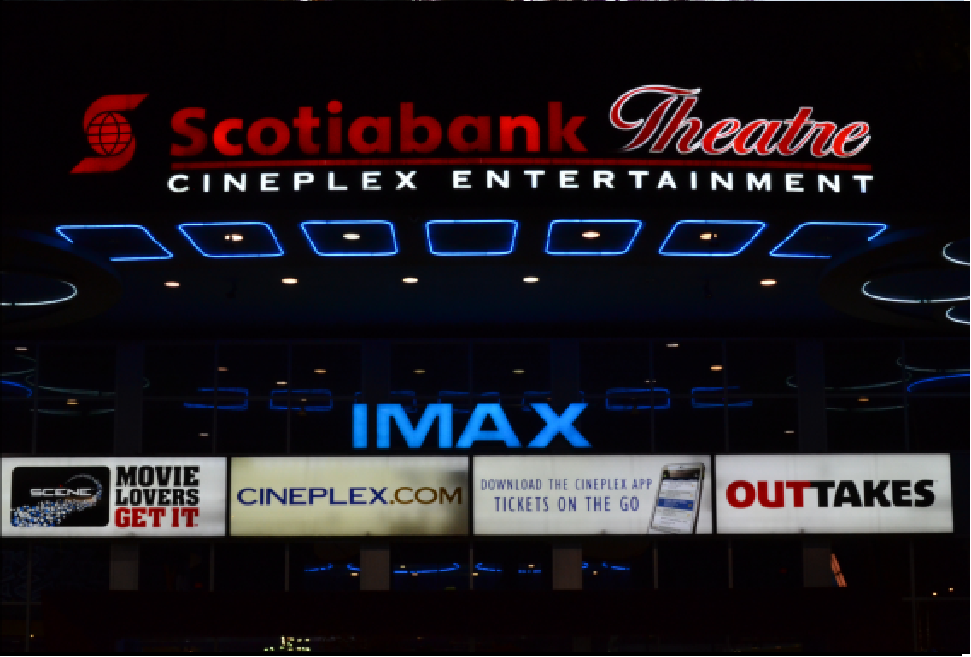 Scotiabank Theatre
CINEPLEX ENTERTAINMENT
IMAX
SCENE
MOVIE
LOVERS
GET IT
CINEPLEX.COM
DOWNLOAD THE CINEPLEX APP
TICKETS ON THE GO
OUTTAKES